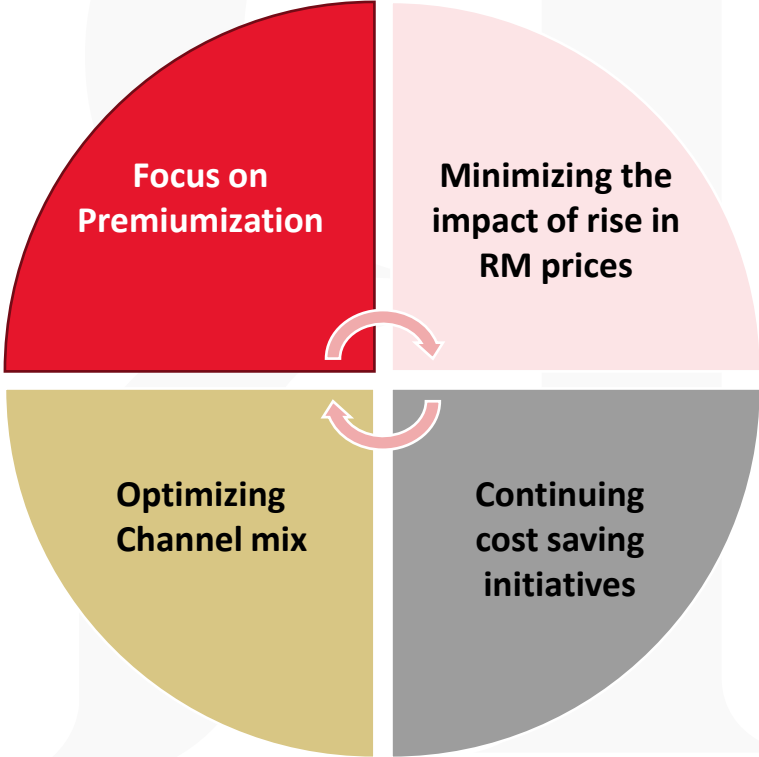 Focus on
Premiumization
Minimizing the
impact of rise in
RM prices
Optimizing
Channel mix
Continuing
cost saving
initiatives